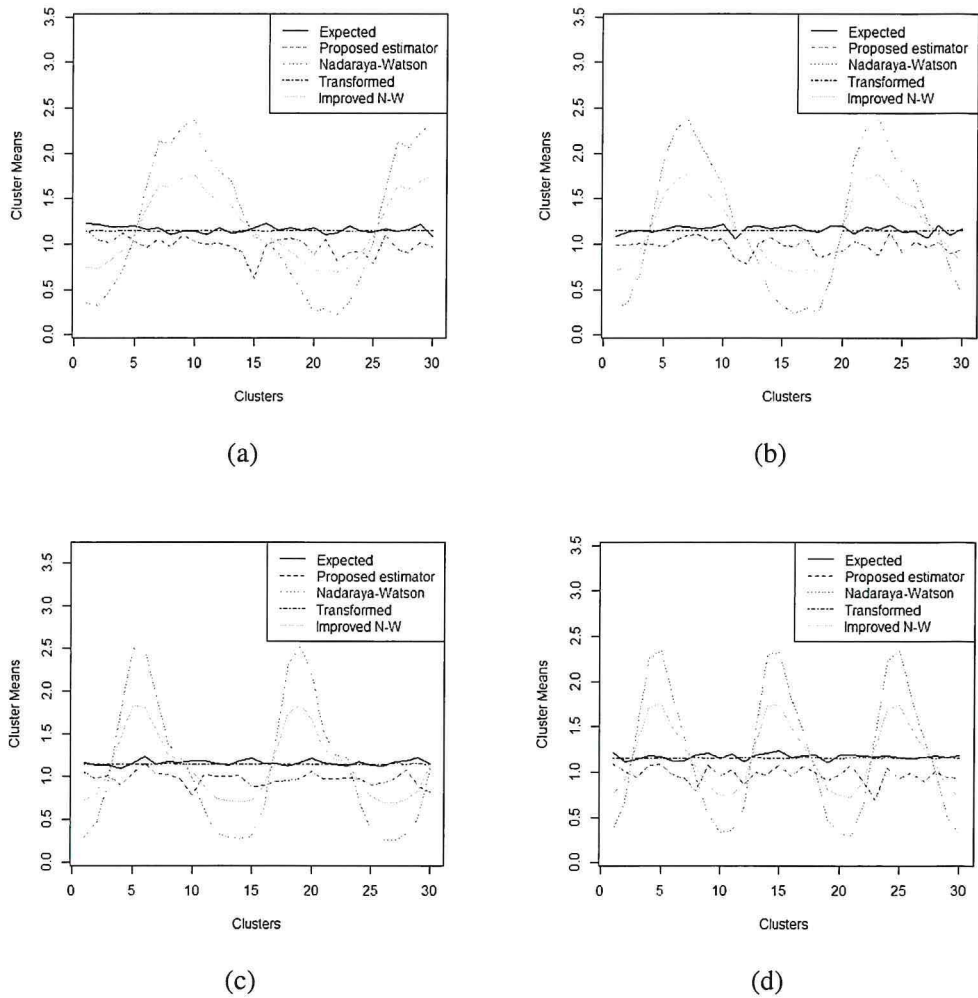 3.5
3.0
2.5
2.0
1.5
1.0
0.5
0.0
Cluster Means
Expected
Proposed estimator
Nadaraya-Watson
Transformed
Improved N-W
0 5 10 15 20 25 30
Clusters
(a)
3.5
3.0
2.5
2.0
1.5
1.0
0.5
0.0
Cluster Means
Expected
Proposed estimator
Nadaraya-Watson
Transformed
Improved N-W
0 5 10 15 20 25 30
Clusters
(b)
3.5
3.0
2.5
2.0
1.5
1.0
0.5
0.0
Cluster Means
Expected
Proposed estimator
Nadaraya-Watson
Transformed
Improved N-W
0 5 10 15 20 25 30
Clusters
(c)
3.5
3.0
2.5
2.0
1.5
1.0
0.5
0.0
Cluster Means
Expected
Proposed estimator
Nadaraya-Watson
Transformed
Improved N-W
0 5 10 15 20 25 30
Clusters
(d)